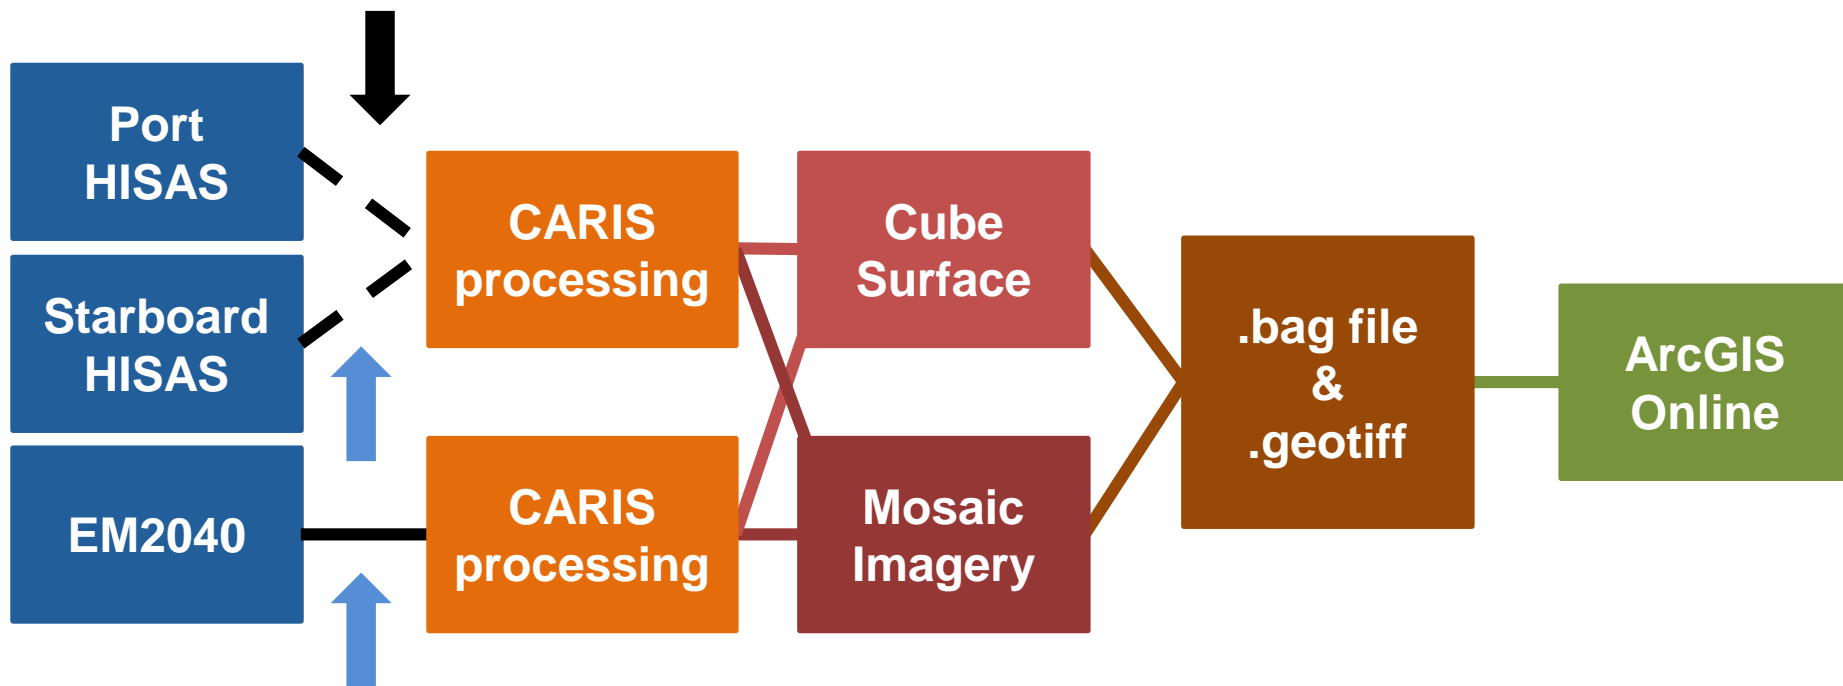 Port
HISAS
Starboard
HISAS
EM2040
CARIS
processing
CARIS
processing
Cube
Surface
Mosaic
Imagery
.bag file
&
.geotiff
ArcGIS
Online